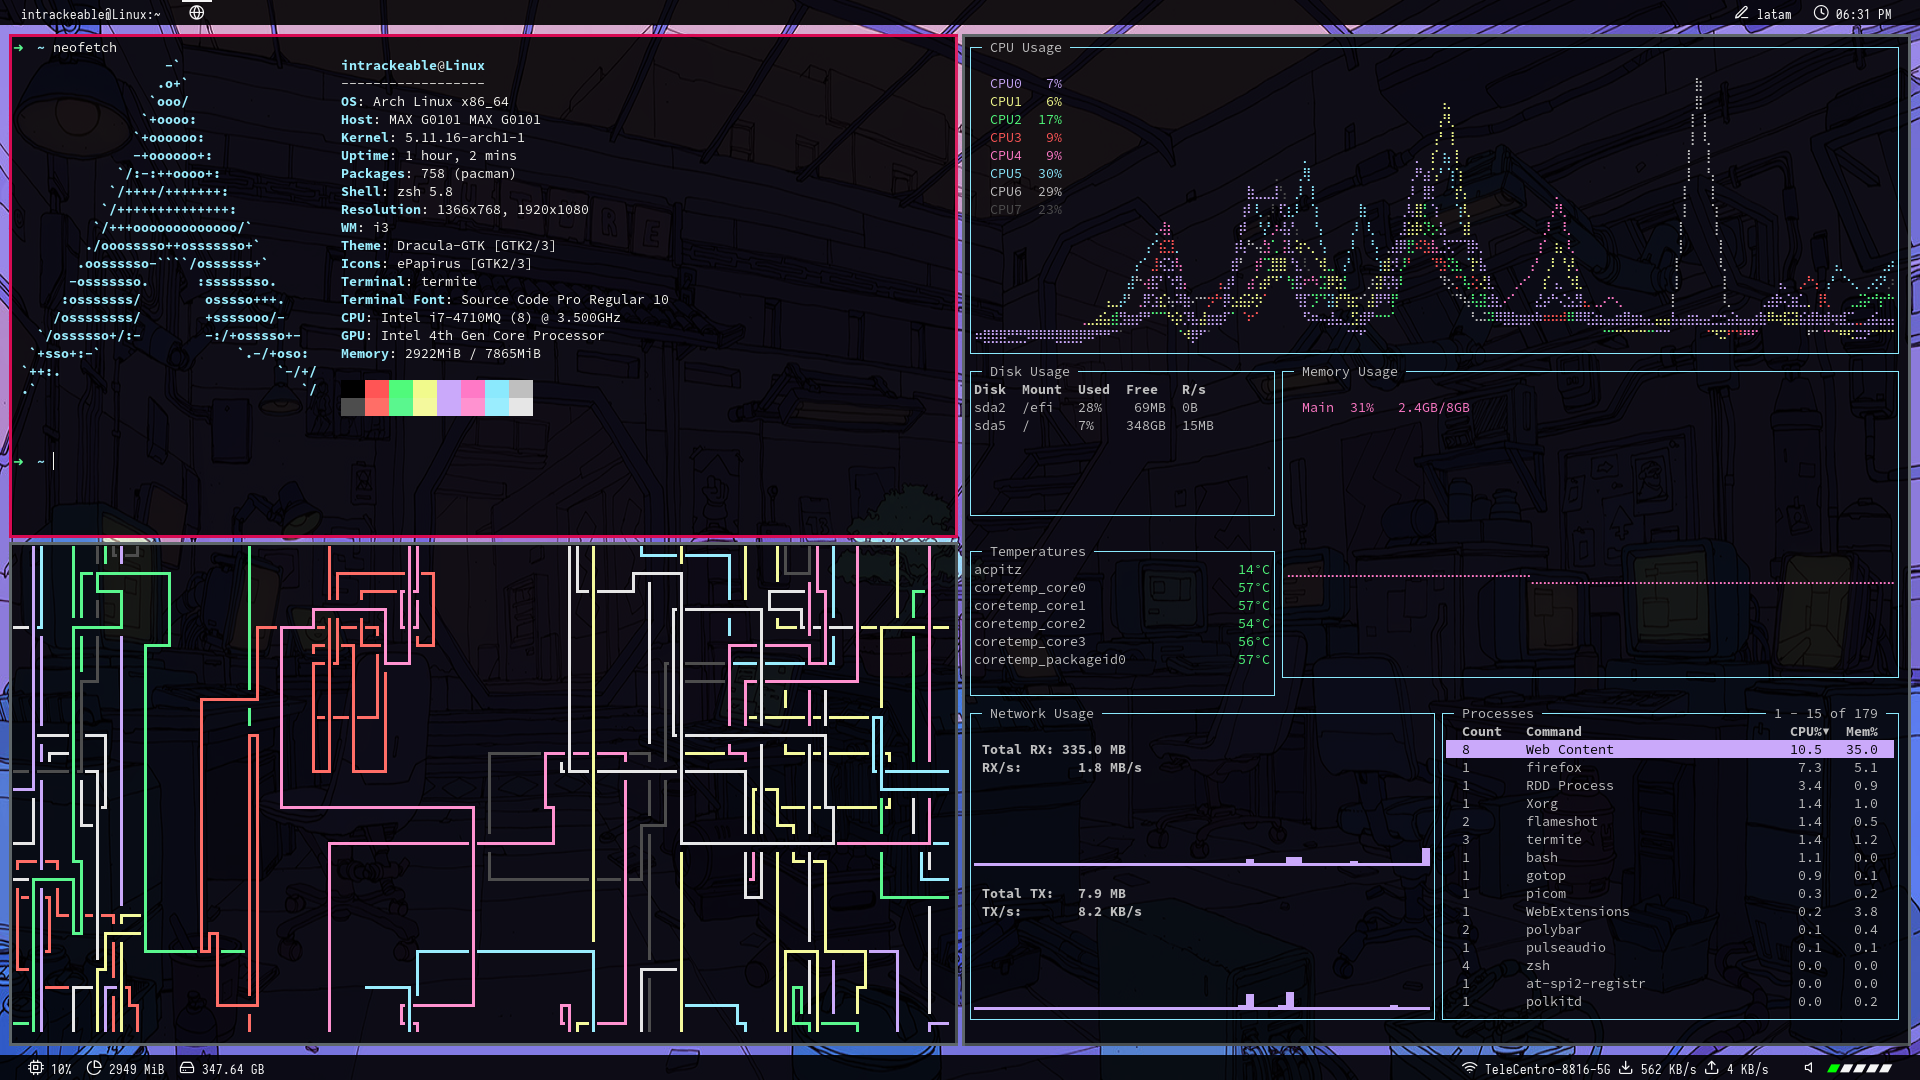 intrackeable@Linux:~
latam
06:31 PM
➜ ~ neofetch
intrackeable@Linux
-----------------
OS: Arch Linux x86_64
Host: MAX G0101 MAX G0101
Kernel: 5.11.16-arch1-1
Uptime: 1 hour, 2 mins
Packages: 758 (pacman)
Shell: zsh 5.8
Resolution: 1366x768, 1920x1080
WM: i3
Theme: Dracula-GTK [GTK2/3]
Icons: ePapirus [GTK2/3]
Terminal: termite
Terminal Font: Source Code Pro Regular 10
CPU: Intel i7-4710MQ (8) @ 3.500GHz
GPU: Intel 4th Gen Core Processor
Memory: 2922MiB / 7865MiB
➜ ~
CPU Usage
CPU0 7%
CPU1 6%
CPU2 17%
CPU3 9%
CPU4 9%
CPU5 30%
CPU6 29%
CPU7 23%
Disk Usage
Disk Mount Used Free R/s
sda2 /efi 28% 69MB 0B
sda5 / 7% 348GB 15MB
Memory Usage
Main 31% 2.4GB/8GB
Temperatures
acpitz 14°C
coretemp_core0 57°C
coretemp_core1 57°C
coretemp_core2 54°C
coretemp_core3 56°C
coretemp_packageid0 57°C
Network Usage
Total RX: 335.0 MB
RX/s: 1.8 MB/s
Total TX: 7.9 MB
TX/s: 8.2 KB/s
Processes 1 - 15 of 179
Count Command CPU%▼ Mem%
8 Web Content 10.5 35.0
1 firefox 7.3 5.1
1 RDD Process 3.4 0.9
1 Xorg 1.4 1.0
2 flameshot 1.4 0.5
3 termite 1.4 1.2
1 bash 1.1 0.0
1 gotop 0.9 0.1
1 picom 0.3 0.2
1 WebExtensions 0.2 3.8
2 polybar 0.1 0.4
1 pulseaudio 0.1 0.1
4 zsh 0.0 0.0
1 at-spi2-registr 0.0 0.0
1 polkitd 0.0 0.2
10%
2949 MiB
347.64 GB
TeleCentro-8816-5G
562 KB/s
4 KB/s